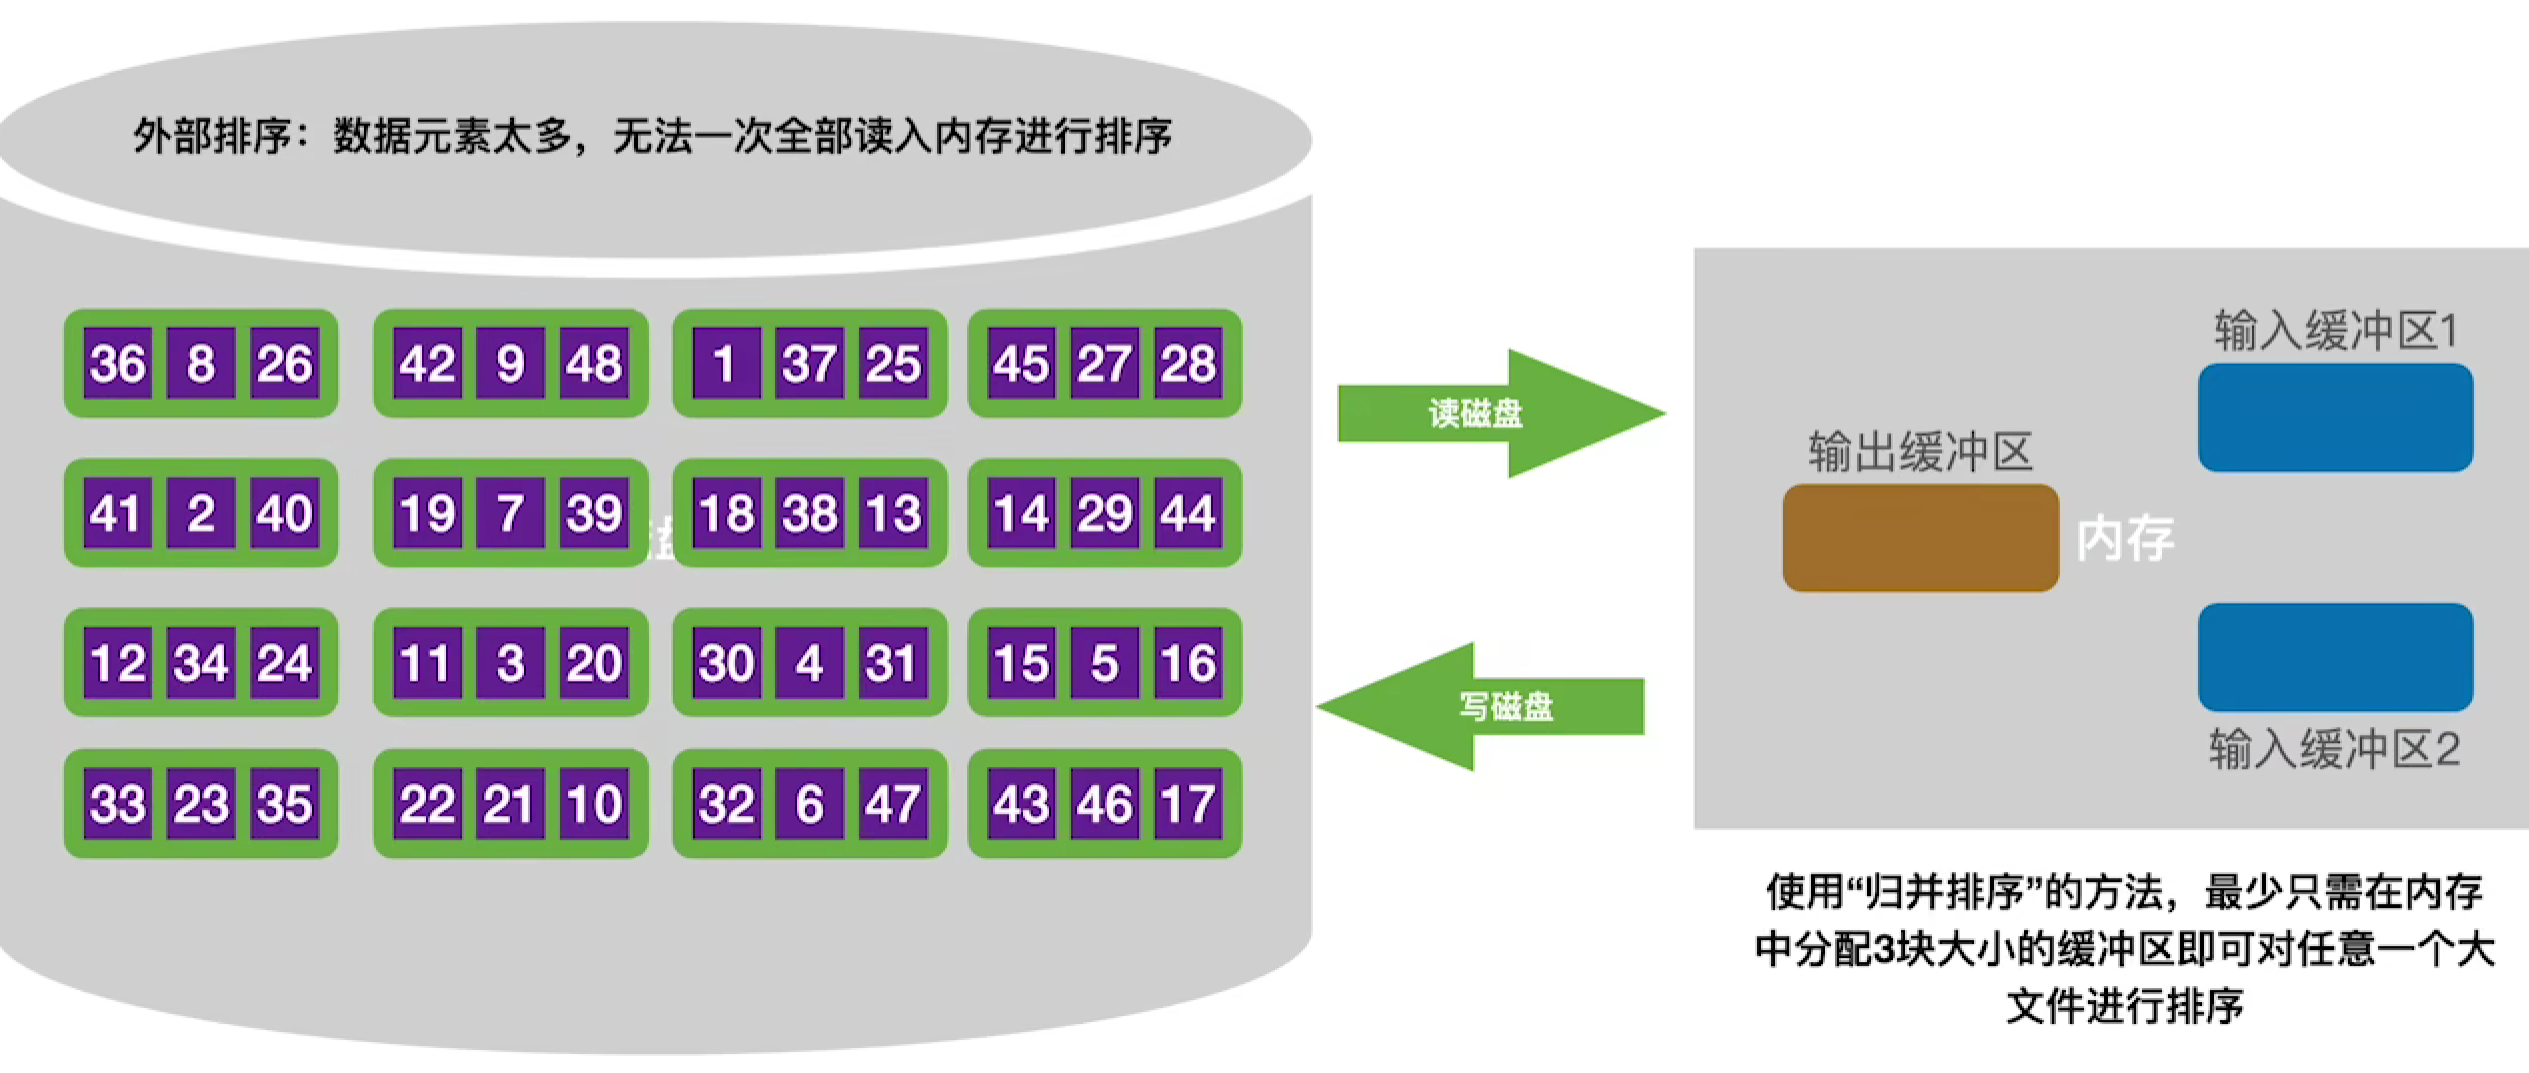 外部排序：数据元素太多，无法一次全部读入内存进行排序
36 8 26 42 9 48 1 37 25 45 27 28
41 2 40 19 7 39 18 38 13 14 29 44
12 34 24 11 3 20 30 4 31 15 5 16
33 23 35 22 21 10 32 6 47 43 46 17
读磁盘
写磁盘
输入缓冲区1
输出缓冲区
内存
输入缓冲区2
使用“归并排序”的方法，最少只需在内存
中分配3块大小的缓冲区即可对任意一个大
文件进行排序